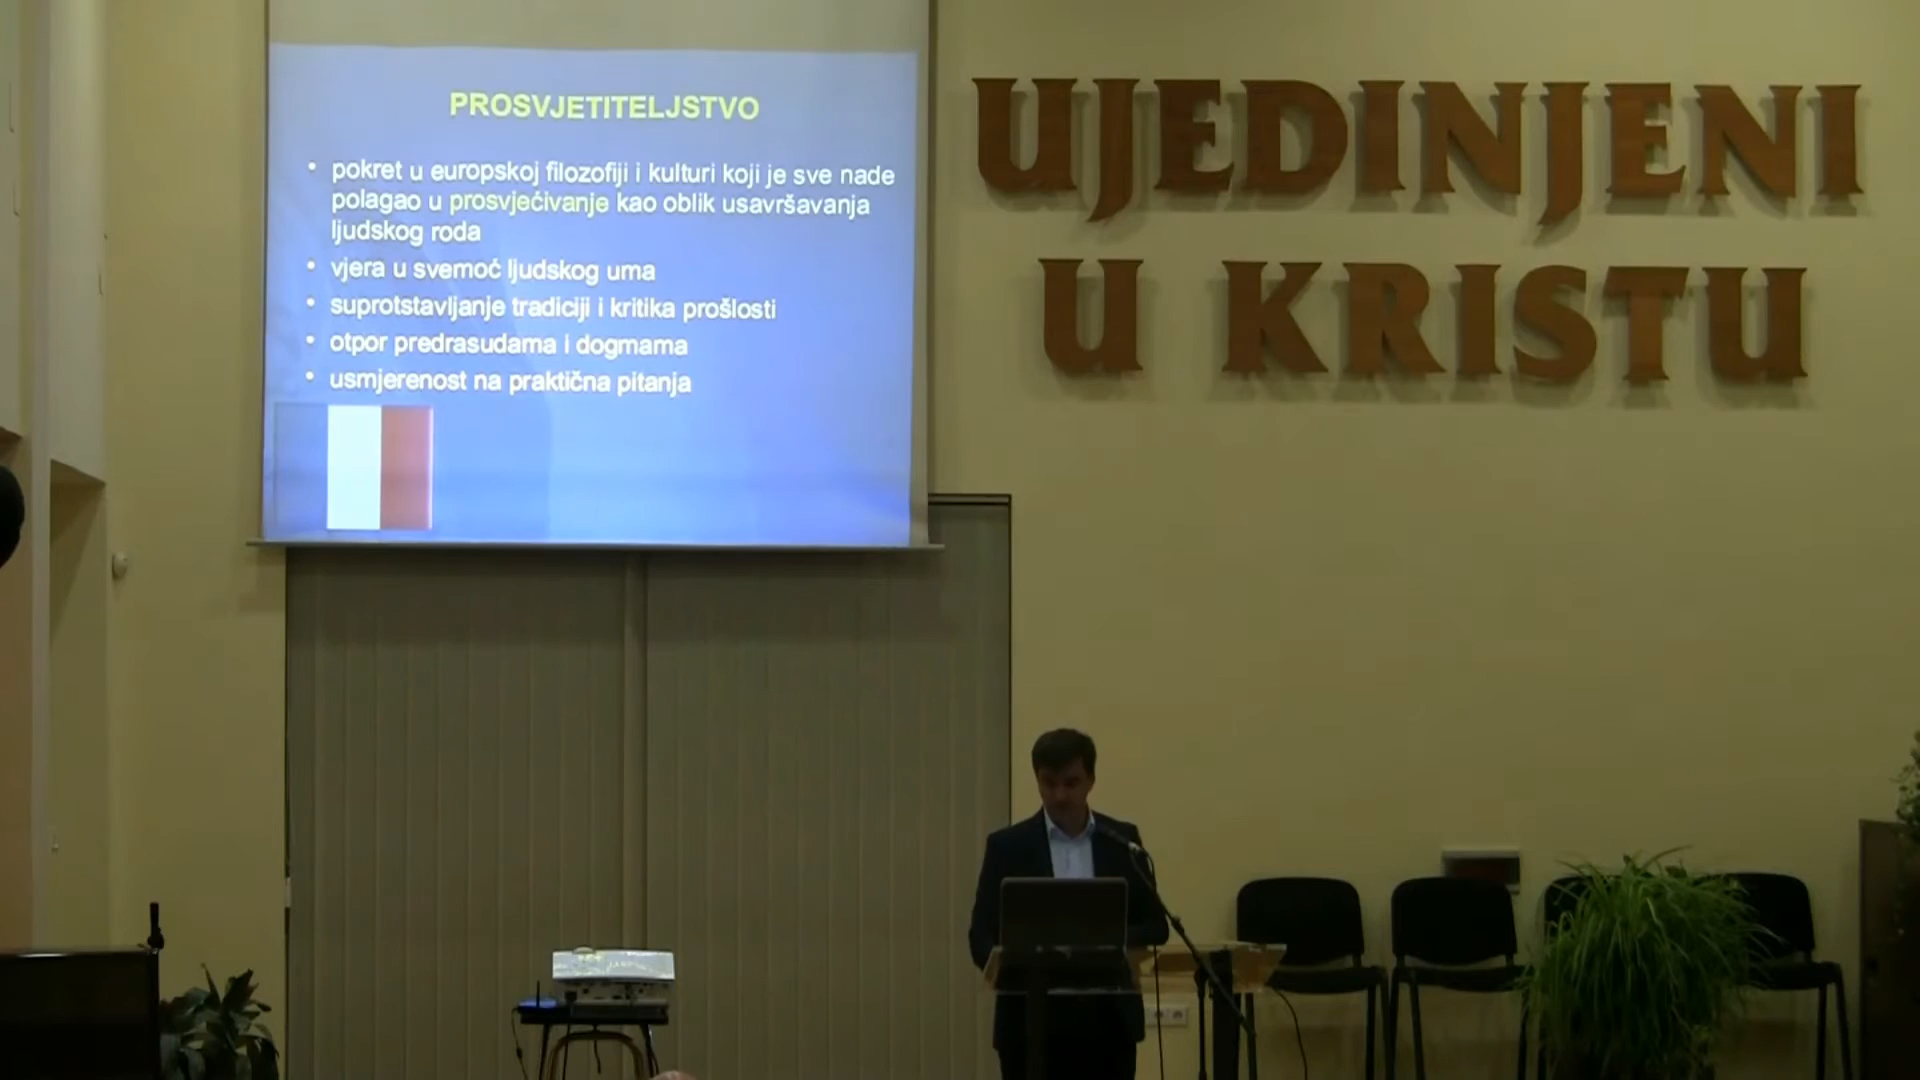 PROSVJETITELJSTVO
• pokret u europskoj filozofiji i kulturi koji je sve nade
polagao u prosvjećivanje kao oblik usavršavanja
ljudskog roda
• vjera u svemoć ljudskog uma
• suprotstavljanje tradiciji i kritika prošlosti
• otpor predrasudama i dogmama
• usmjerenost na praktična pitanja
UJEDINJENI
U KRISTU